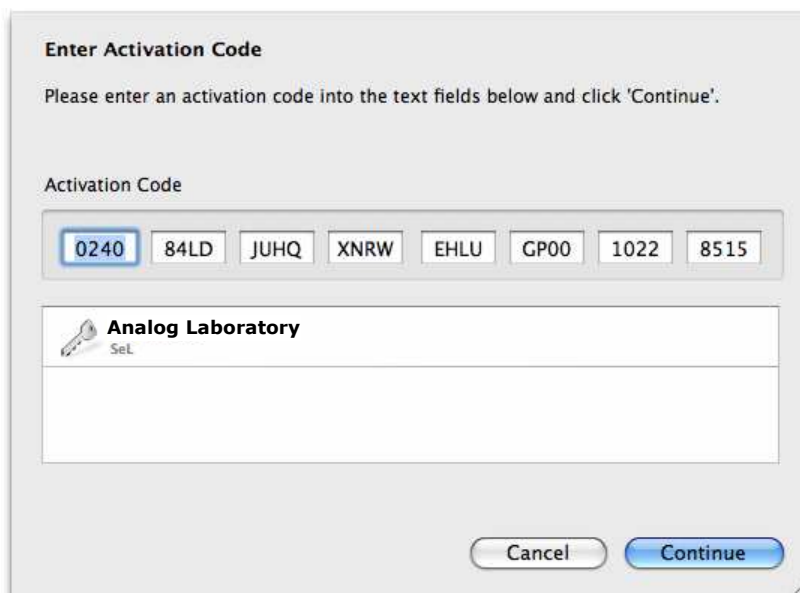 Enter Activation Code
Please enter an activation code into the text fields below and click 'Continue'.
Activation Code
0240 84LD JUHQ XNRW EHLU GP00 1022 8515
Analog Laboratory
SeL
Cancel Continue